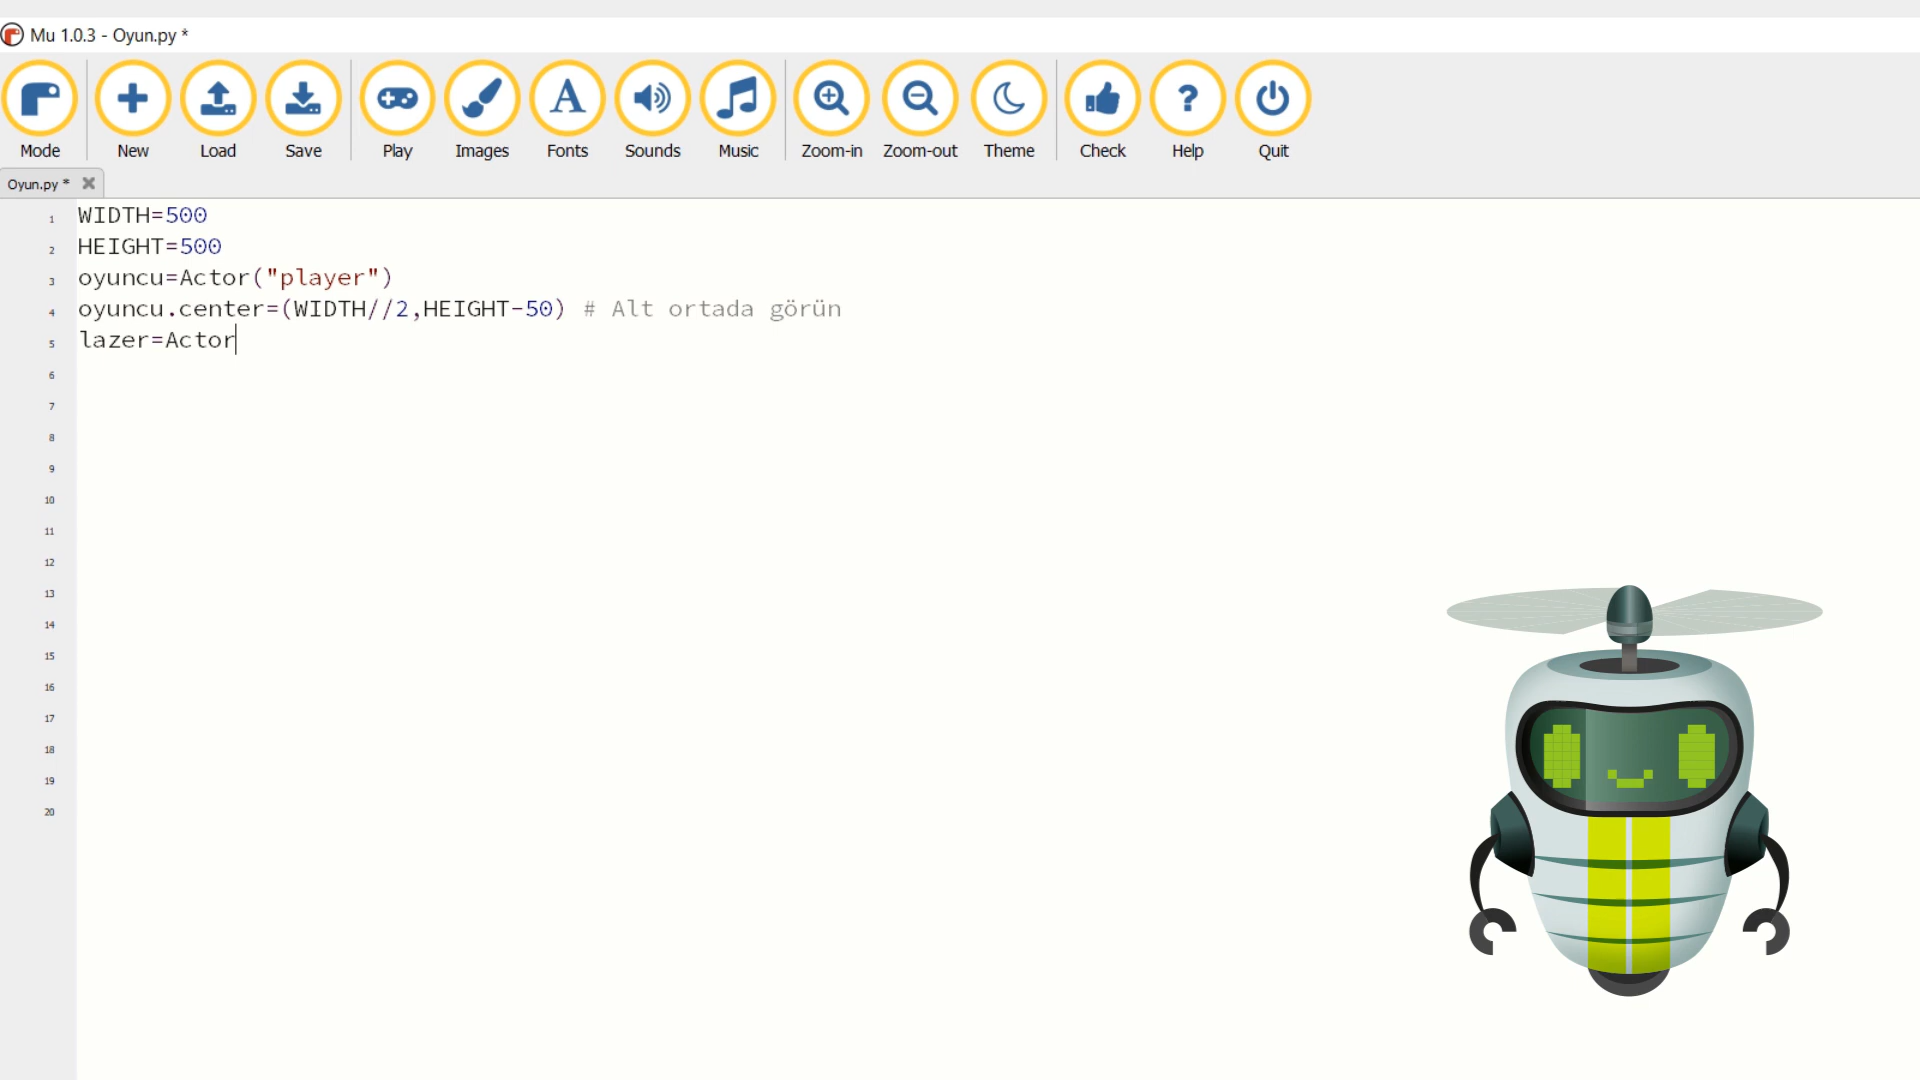 Mu 1.0.3 - Oyun.py *
Mode New Load Save Play Images Fonts Sounds Music Zoom-in Zoom-out Theme Check Help Quit
Oyun.py *
1 WIDTH=500
2 HEIGHT=500
3 oyuncu=Actor("player")
4 oyuncu.center=(WIDTH//2,HEIGHT-50) # Alt ortada görün
5 lazer=Actor
6
7
8
9
10
11
12
13
14
15
16
17
18
19
20